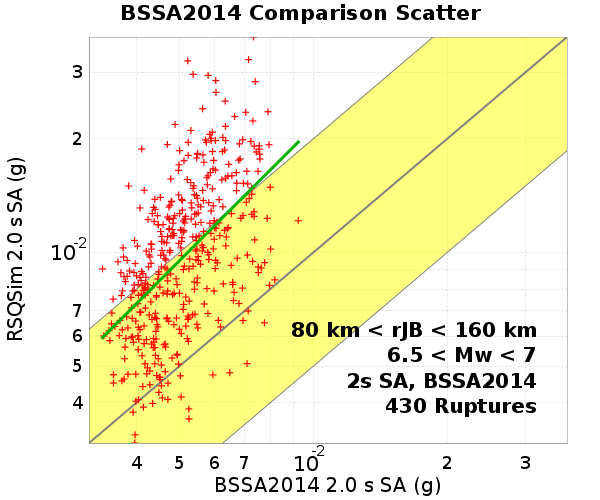 BSSA2014 Comparison Scatter
RSQSim 2.0 s SA (g)
3
2
10-2
7
6
5
4
80 km < rJB < 160 km
6.5 < Mw < 7
2s SA, BSSA2014
430 Ruptures
4 5 6 7 10-2 2 3
BSSA2014 2.0 s SA (g)